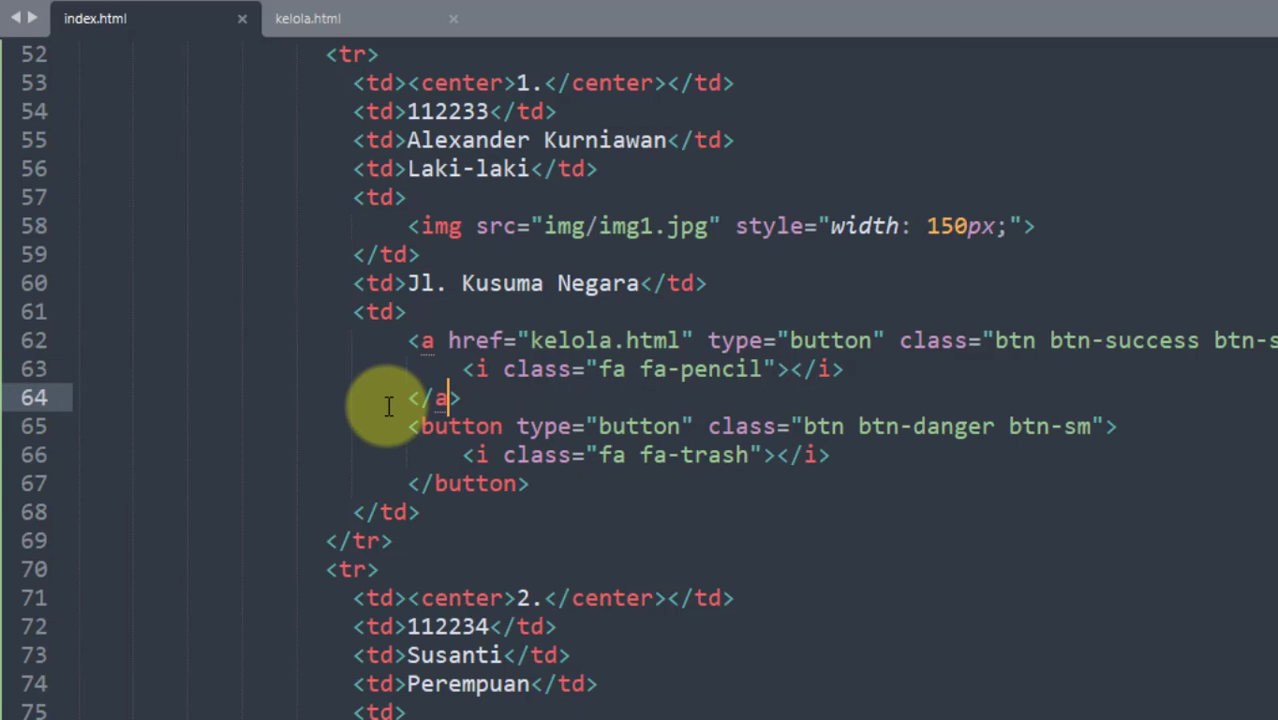 index.html
kelola.html
52 <tr>
53 <td><center>1.</center></td>
54 <td>112233</td>
55 <td>Alexander Kurniawan</td>
56 <td>Laki-laki</td>
57 <td>
58 <img src="img/img1.jpg" style="width: 150px;">
59 </td>
60 <td>Jl. Kusuma Negara</td>
61 <td>
62 <a href="kelola.html" type="button" class="btn btn-success btn-s
63 <i class="fa fa-pencil"></i>
64 </a>
65 <button type="button" class="btn btn-danger btn-sm">
66 <i class="fa fa-trash"></i>
67 </button>
68 </td>
69 </tr>
70 <tr>
71 <td><center>2.</center></td>
72 <td>112234</td>
73 <td>Susanti</td>
74 <td>Perempuan</td>
75 <td>